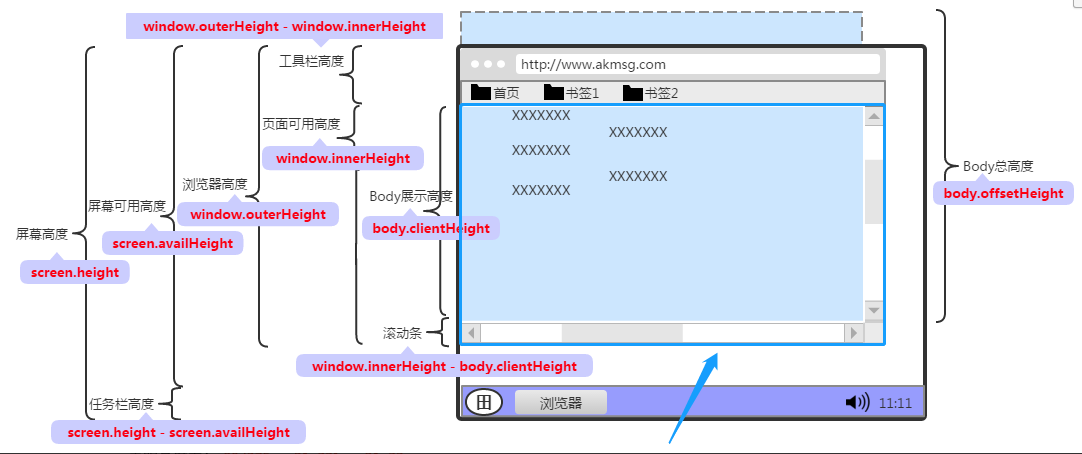 window.outerHeight - window.innerHeight
工具栏高度
http://www.akmsg.com
首页
书签1
书签2
XXXXXXX
XXXXXXX
XXXXXXX
XXXXXXX
XXXXXXX
页面可用高度
window.innerHeight
浏览器高度
window.outerHeight
Body展示高度
body.clientHeight
Body总高度
body.offsetHeight
屏幕可用高度
screen.availHeight
屏幕高度
screen.height
滚动条
window.innerHeight - body.clientHeight
任务栏高度
screen.height - screen.availHeight
田
浏览器
11:11